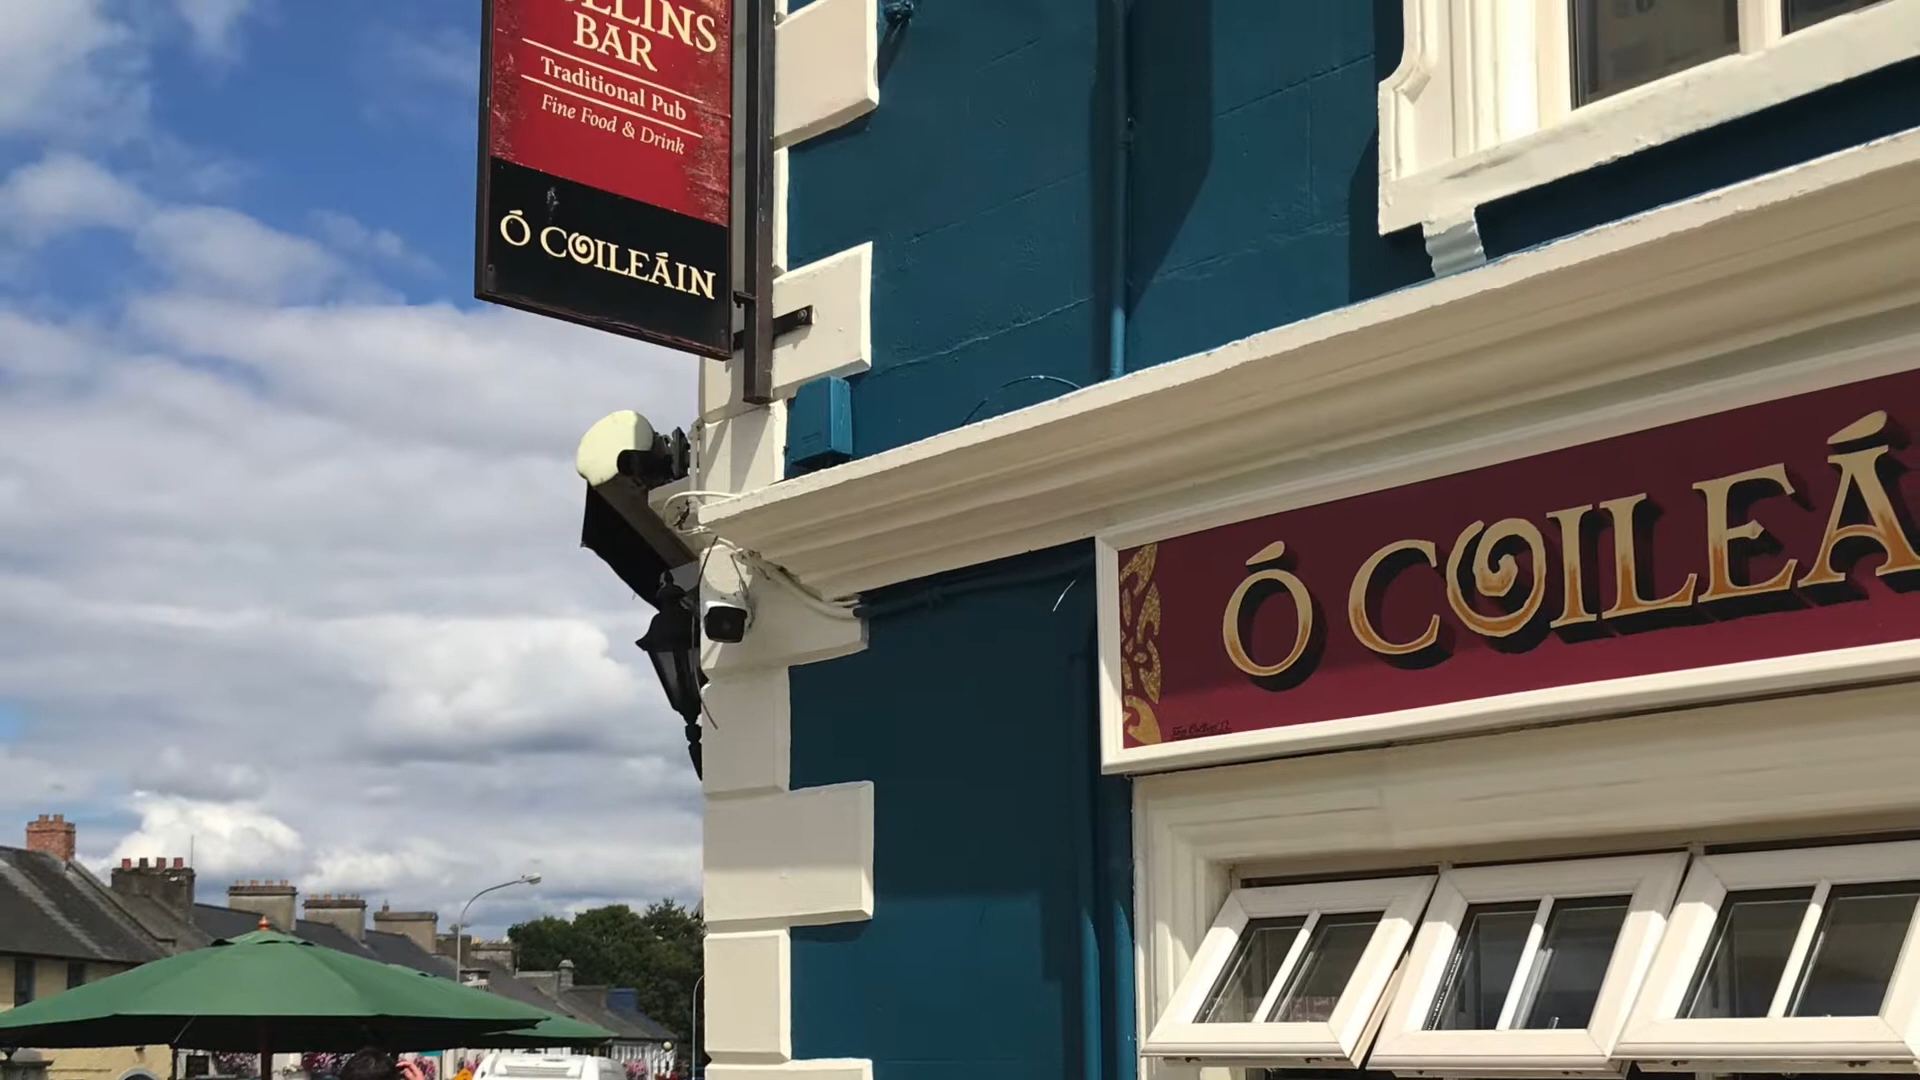 BAR
Traditional Pub
Fine Food & Drink
Ó COILEÁIN
Ó COILEÁ